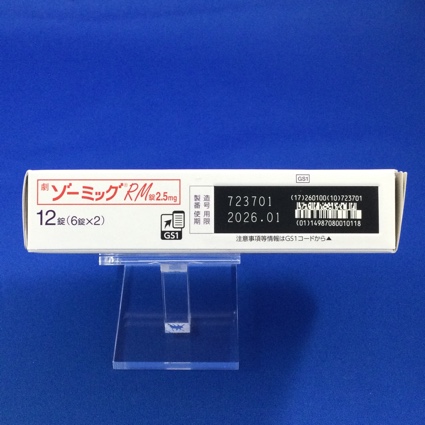 劇 ゾーミッグ®RM錠2.5mg
12錠(6錠×2)
GS1
製造番号 723701
使用期限 2026.01
GS1
(17)260100(10)723701
(01)14987080010118
注意事項等情報はGS1コードから▲